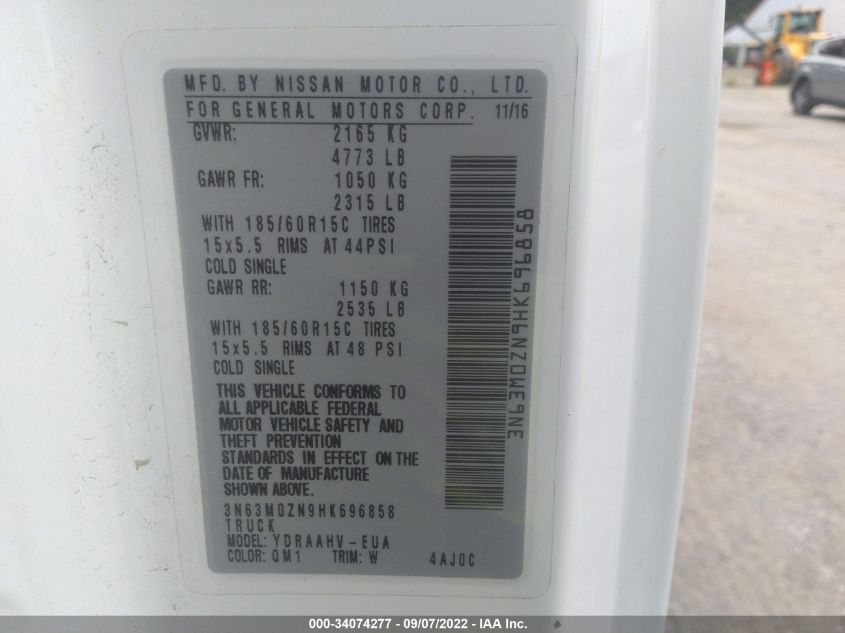 MFD. BY NISSAN MOTOR CO., LTD.
FOR GENERAL MOTORS CORP. 11/16
GVWR: 2165 KG
4773 LB
GAWR FR: 1050 KG
2315 LB
WITH 185/60R15C TIRES
15x5.5 RIMS AT 44PSI
COLD SINGLE
GAWR RR: 1150 KG
2535 LB
WITH 185/60R15C TIRES
15x5.5 RIMS AT 48 PSI
COLD SINGLE
THIS VEHICLE CONFORMS TO
ALL APPLICABLE FEDERAL
MOTOR VEHICLE SAFETY AND
THEFT PREVENTION
STANDARDS IN EFFECT ON THE
DATE OF MANUFACTURE
SHOWN ABOVE.
3N63M0ZN9HK696858
TRUCK
MODEL: YDRAAHV-EUA
COLOR: QM1 TRIM: W 4AJ0C
3N63M0ZN9HK696858
000-34074277 - 09/07/2022 - IAA Inc.